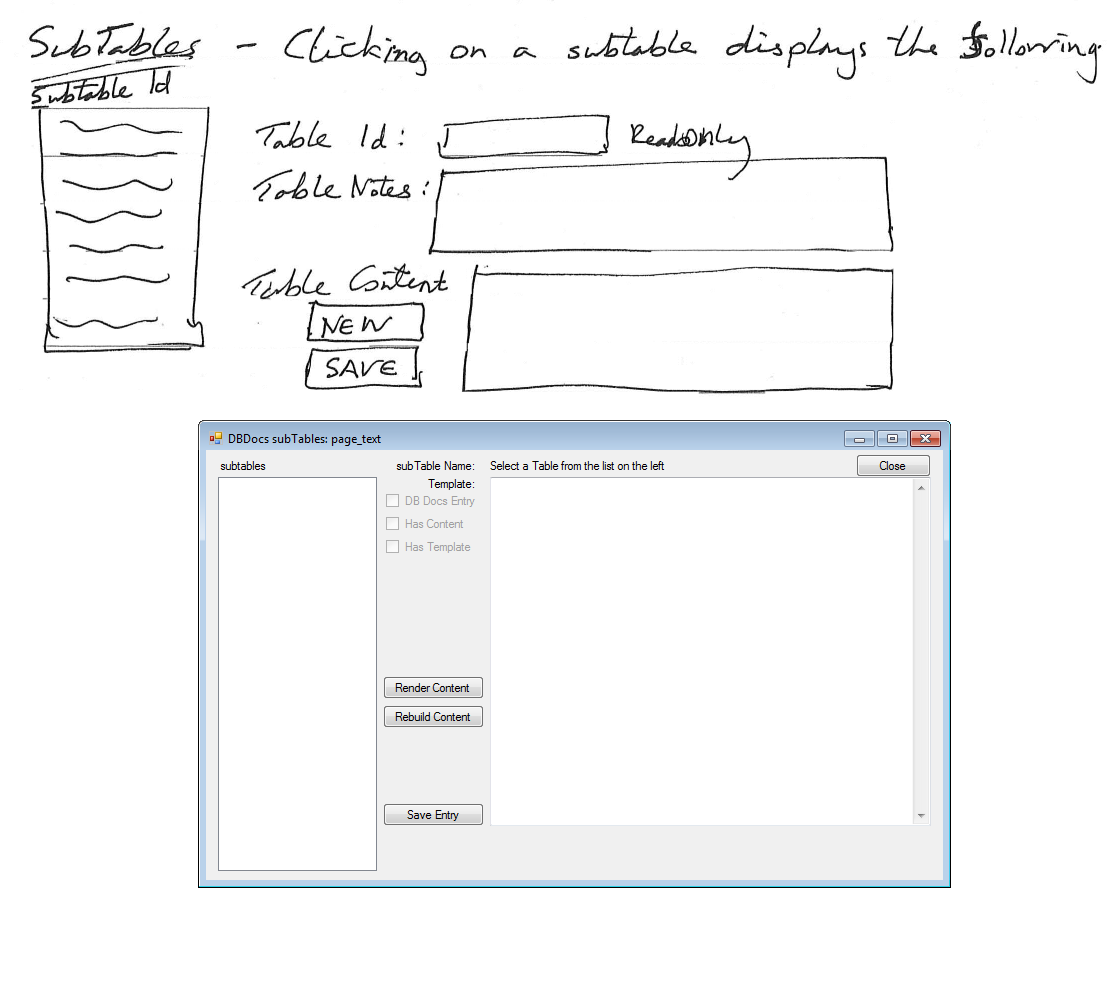 SubTables - Clicking on a subtable displays the following
Subtable Id
Table Id: ReadOnly
Table Notes:
Table Content
NEW
SAVE
DBDocs subTables: page_text
subtables subTable Name: Select a Table from the list on the left Close
Template:
DB Docs Entry
Has Content
Has Template
Render Content
Rebuild Content
Save Entry